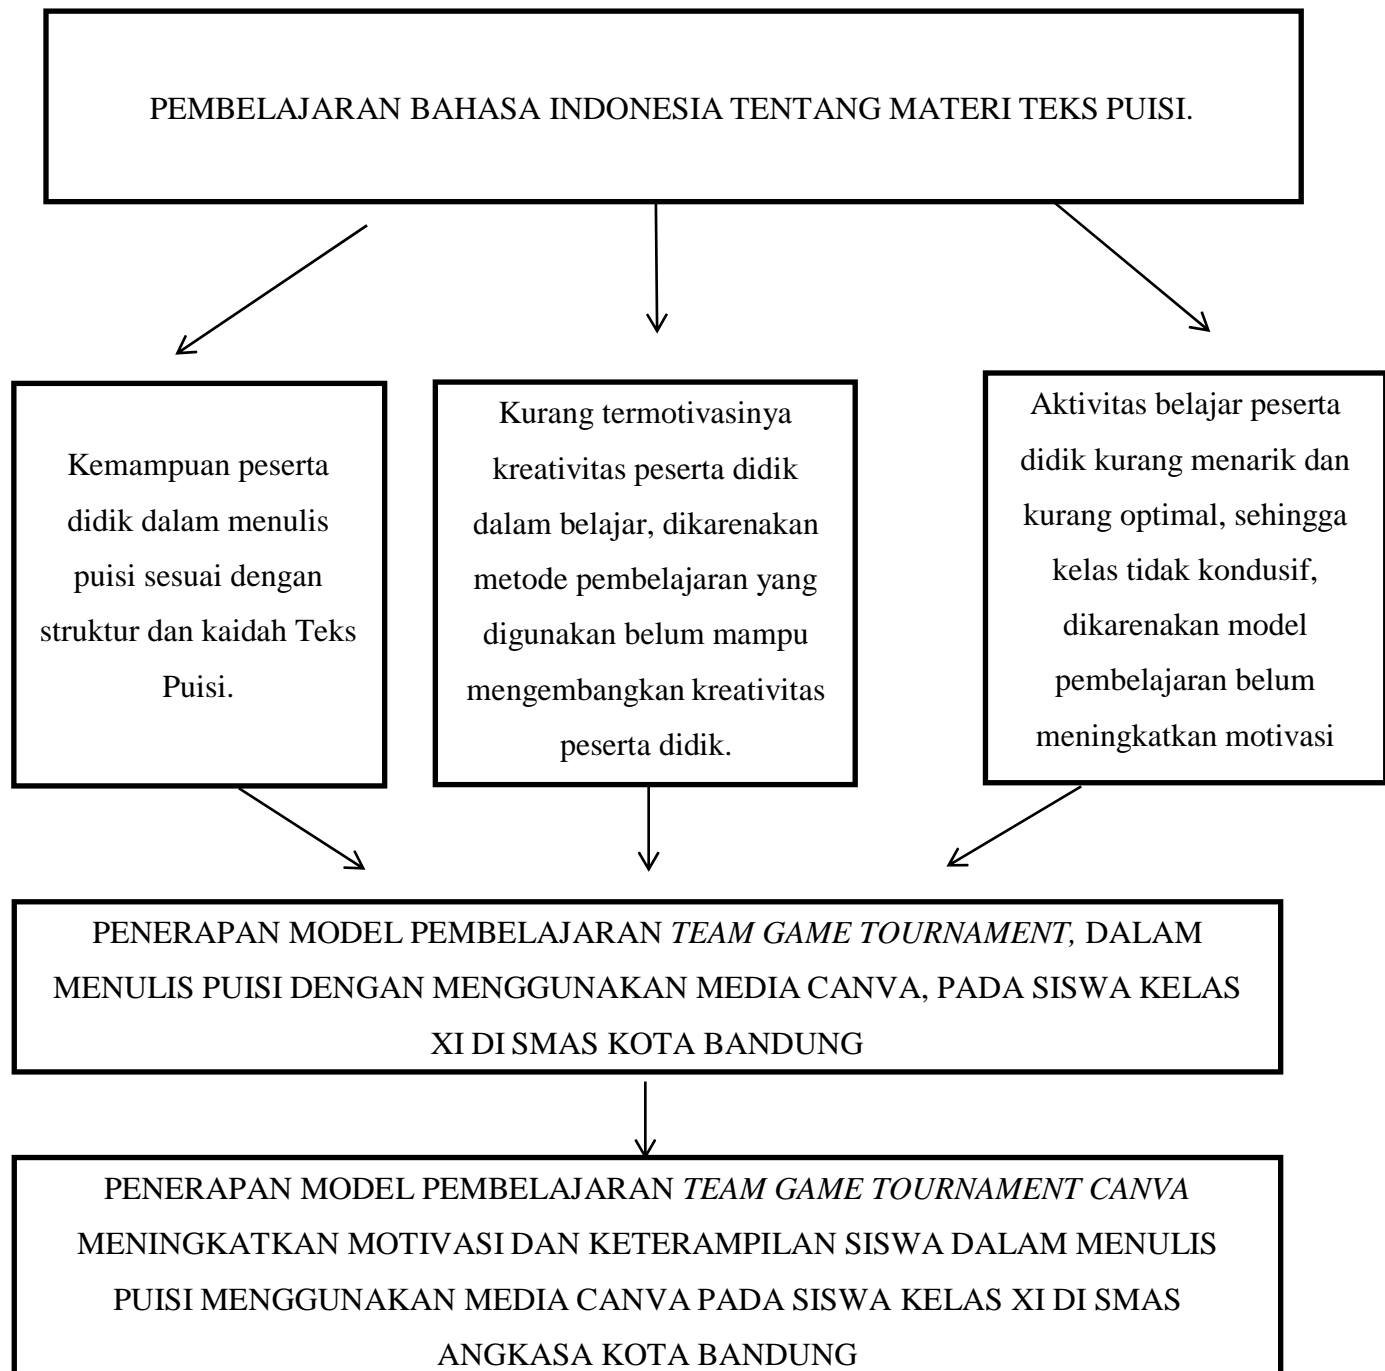 PEMBELAJARAN BAHASA INDONESIA TENTANG MATERI TEKS PUISI.
Kemampuan peserta
didik dalam menulis
puisi sesuai dengan
struktur dan kaidah Teks
Puisi.
Kurang termotivasinya
kreativitas peserta didik
dalam belajar, dikarenakan
metode pembelajaran yang
digunakan belum mampu
mengembangkan kreativitas
peserta didik.
Aktivitas belajar peserta
didik kurang menarik dan
kurang optimal, sehingga
kelas tidak kondusif,
dikarenakan model
pembelajaran belum
meningkatkan motivasi
PENERAPAN MODEL PEMBELAJARAN TEAM GAME TOURNAMENT, DALAM
MENULIS PUISI DENGAN MENGGUNAKAN MEDIA CANVA, PADA SISWA KELAS
XI DI SMAS KOTA BANDUNG
PENERAPAN MODEL PEMBELAJARAN TEAM GAME TOURNAMENT CANVA
MENINGKATKAN MOTIVASI DAN KETERAMPILAN SISWA DALAM MENULIS
PUISI MENGGUNAKAN MEDIA CANVA PADA SISWA KELAS XI DI SMAS
ANGKASA KOTA BANDUNG